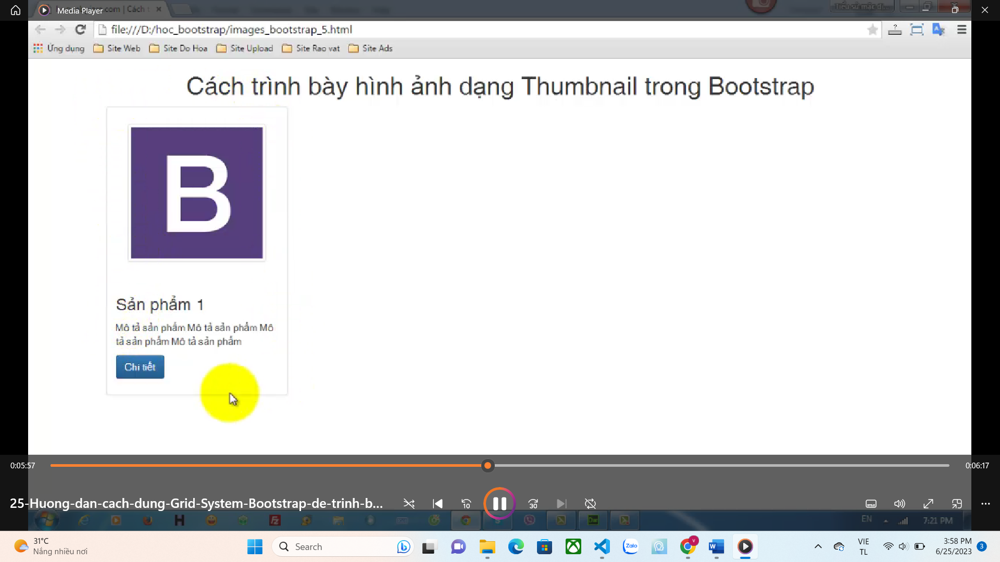 Media Player
.com | Cách t
file:///D:/hoc_bootstrap/images_bootstrap_5.html
Ứng dụng Site Web Site Do Hoa Site Upload Site Rao vat Site Ads
Cách trình bày hình ảnh dạng Thumbnail trong Bootstrap
B
Sản phẩm 1
Mô tả sản phẩm Mô tả sản phẩm Mô
tả sản phẩm Mô tả sản phẩm
Chi tiết
0:05:57 0:06:17
25-Huong-dan-cach-dung-Grid-System-Bootstrap-de-trinh-b...
10 30
EN 7:21 PM
31°C
Nắng nhiều nơi
Search
Zalo
V
VIE
TL
3:58 PM
6/25/2023
3